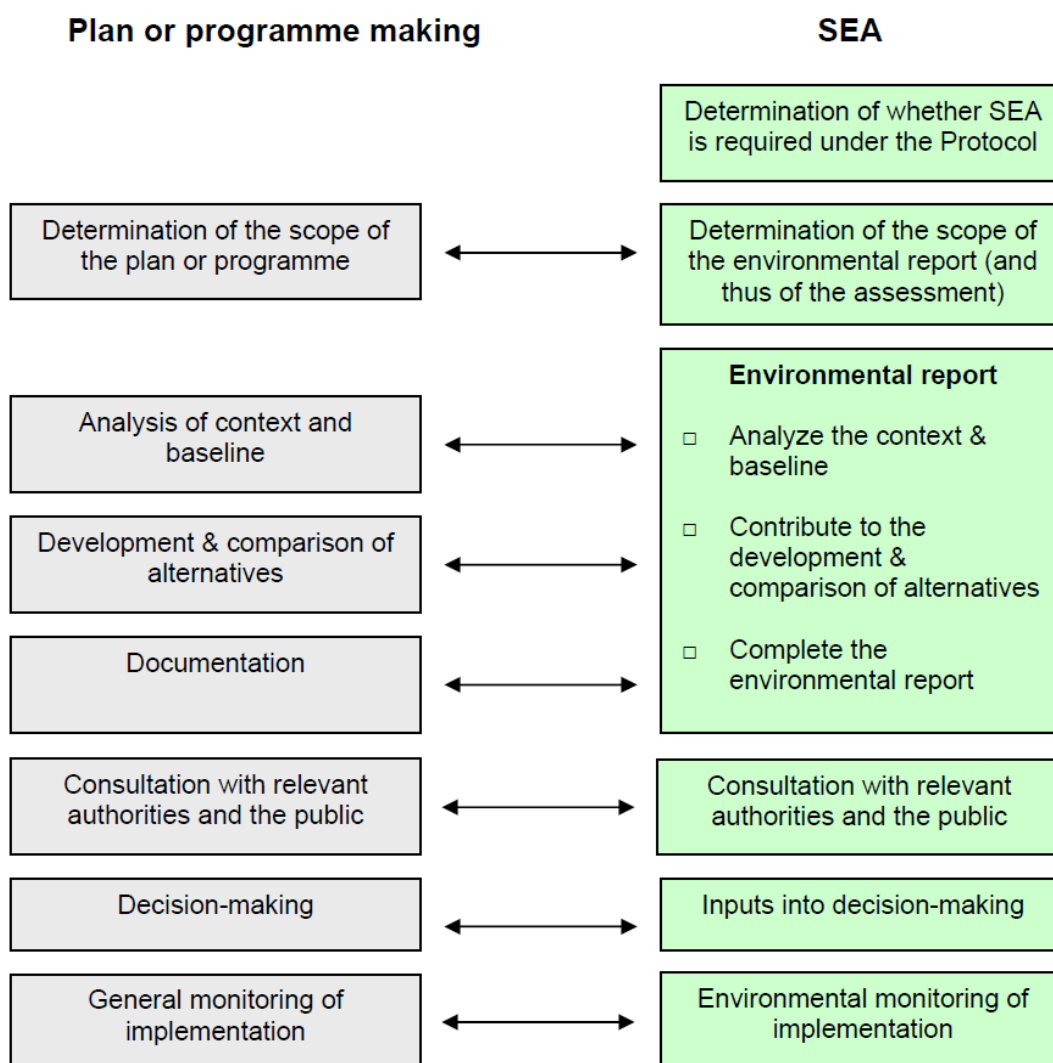 Plan or programme making
SEA
Determination of whether SEA
is required under the Protocol
Determination of the scope of
the plan or programme
Determination of the scope of
the environmental report (and
thus of the assessment)
Environmental report
Analysis of context and
baseline
□ Analyze the context &
baseline
Development & comparison of
alternatives
□ Contribute to the
development &
comparison of alternatives
Documentation
□ Complete the
environmental report
Consultation with relevant
authorities and the public
Consultation with relevant
authorities and the public
Decision-making
Inputs into decision-making
General monitoring of
implementation
Environmental monitoring of
implementation